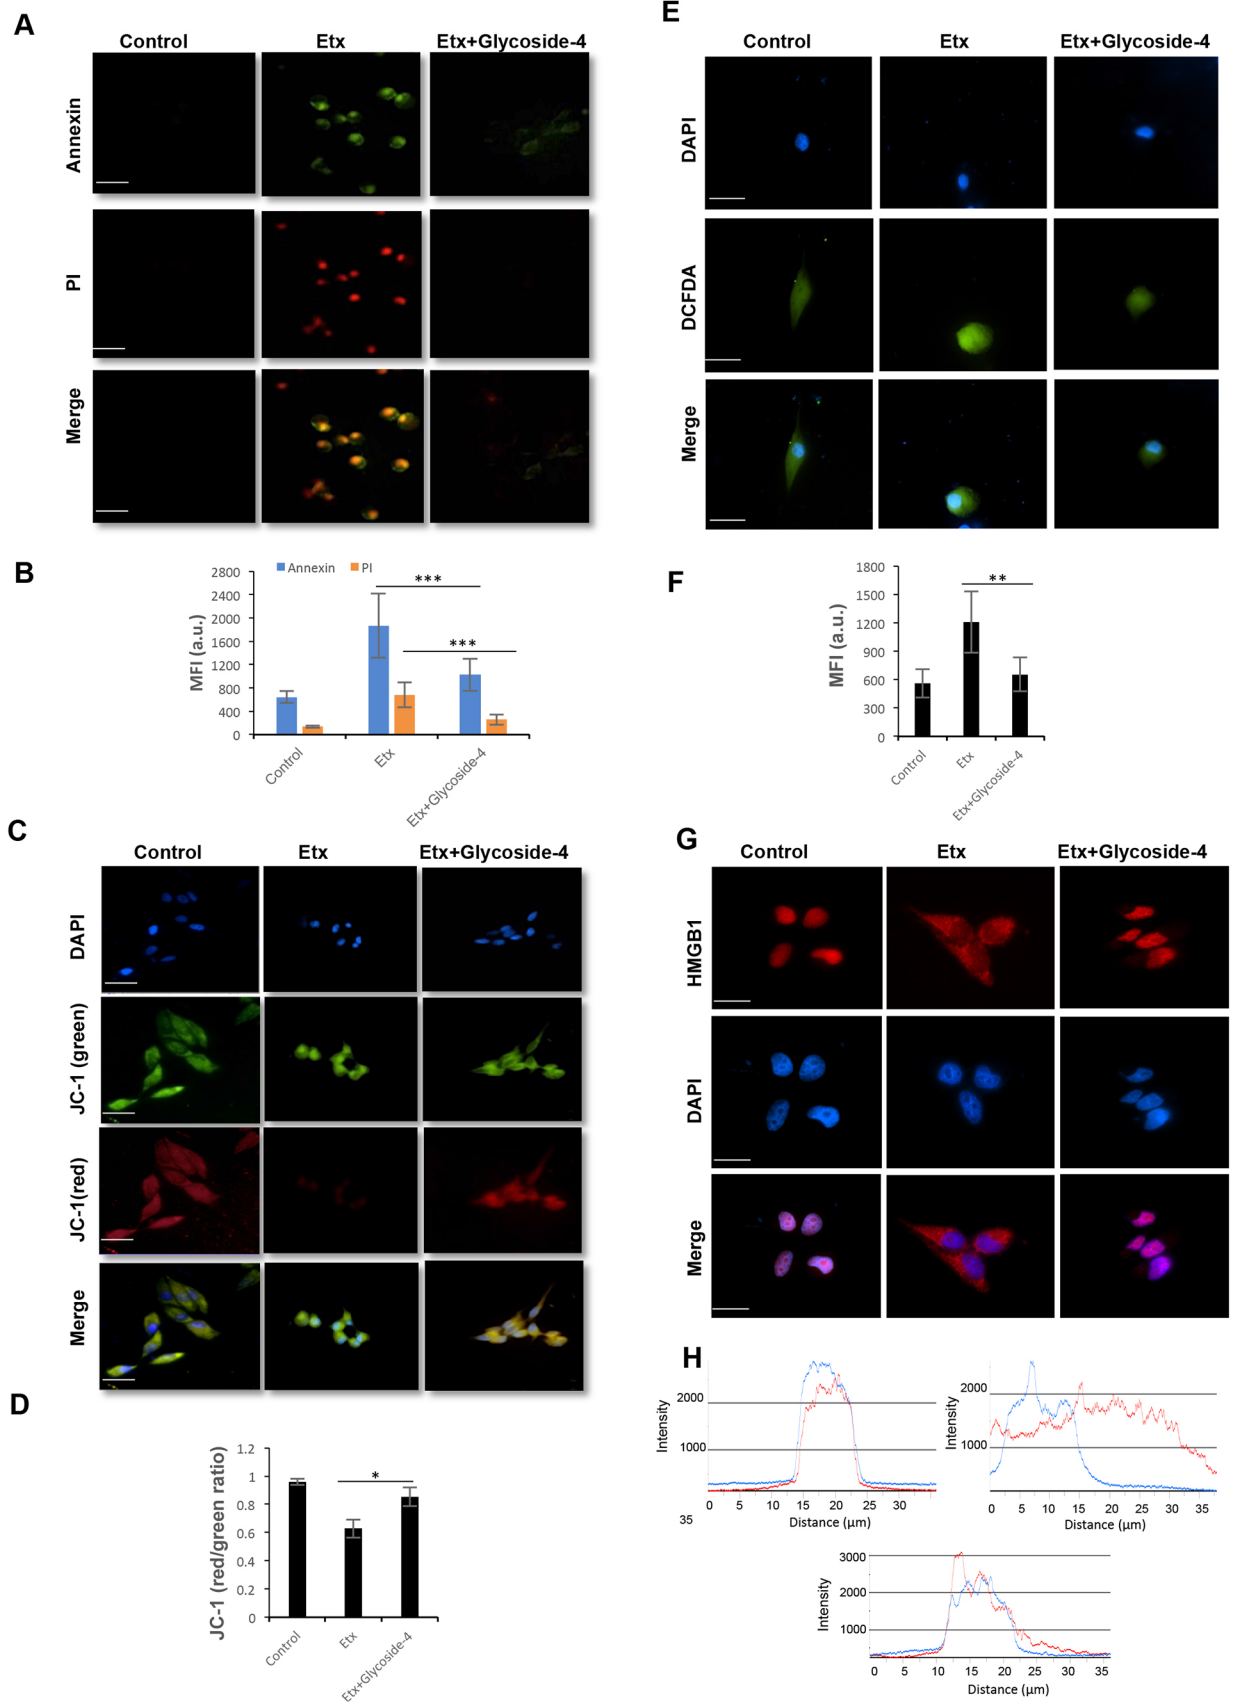 A
Control Etx Etx+Glycoside-4
Annexin
PI
Merge
B
Annexin PI
MFI (a.u.)
2800
2400
2000
1600
1200
800
400
0
***
***
Control Etx Etx+Glycoside-4
C
Control Etx Etx+Glycoside-4
DAPI
JC-1 (green)
JC-1(red)
Merge
D
JC-1 (red/green ratio)
1.2
1
0.8
0.6
0.4
0.2
0
*
Control Etx Etx+Glycoside-4
E
Control Etx Etx+Glycoside-4
DAPI
DCFDA
Merge
F
MFI (a.u.)
1800
1500
1200
900
600
300
0
**
Control Etx Etx+Glycoside-4
G
Control Etx Etx+Glycoside-4
HMGB1
DAPI
Merge
H
Intensity
2000
1000
0 5 10 15 20 25 30
35
Distance (µm)
Intensity
2000
1000
0 5 10 15 20 25 30 35
Distance (µm)
Intensity
3000
2000
1000
0 5 10 15 20 25 30 35
Distance (µm)